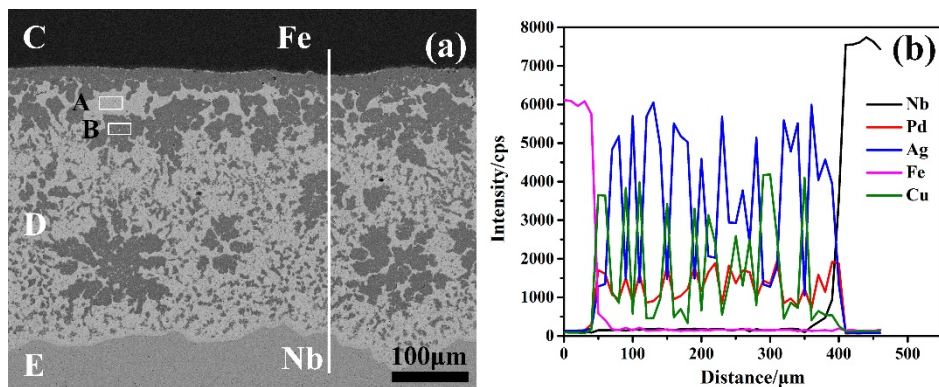 C
Fe
(a)
A
B
D
E
Nb
100μm
(b)
8000
7000
6000
5000
4000
3000
2000
1000
0
Intensity/cps
Nb
Pd
Ag
Fe
Cu
0 100 200 300 400 500
Distance/μm